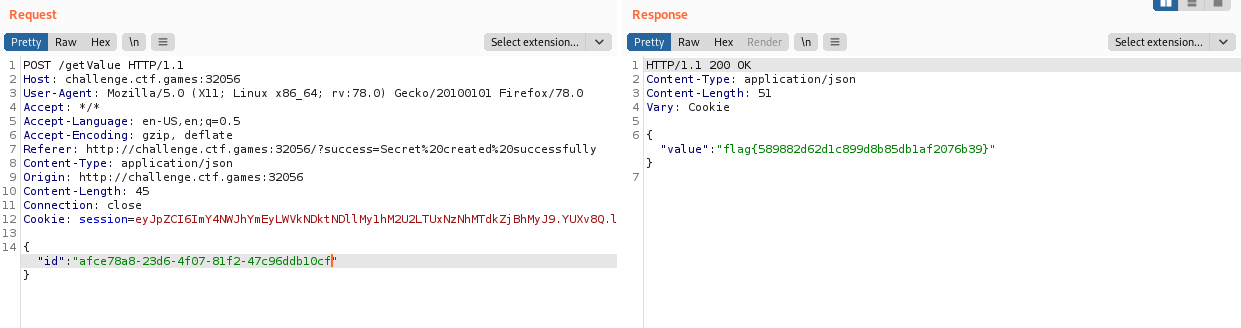 Request
Pretty Raw Hex \n
Select extension...
1 POST /getValue HTTP/1.1
2 Host: challenge.ctf.games:32056
3 User-Agent: Mozilla/5.0 (X11; Linux x86_64; rv:78.0) Gecko/20100101 Firefox/78.0
4 Accept: */*
5 Accept-Language: en-US,en;q=0.5
6 Accept-Encoding: gzip, deflate
7 Referer: http://challenge.ctf.games:32056/?success=Secret%20created%20successfully
8 Content-Type: application/json
9 Origin: http://challenge.ctf.games:32056
10 Content-Length: 45
11 Connection: close
12 Cookie: session=eyJpZCI6ImY4NWJhYmEyLWVkNDktNDllMy1hM2U2LTUxNzNhMTdkZjBhMyJ9.YUXv8Q.l
13
14 {
"id":"afce78a8-23d6-4f07-81f2-47c96ddb10cf"
}
Response
Pretty Raw Hex Render \n
Select extension...
1 HTTP/1.1 200 OK
2 Content-Type: application/json
3 Content-Length: 51
4 Vary: Cookie
5
6 {
"value":"flag{589882d62d1c899d8b85db1af2076b39}"
}
7